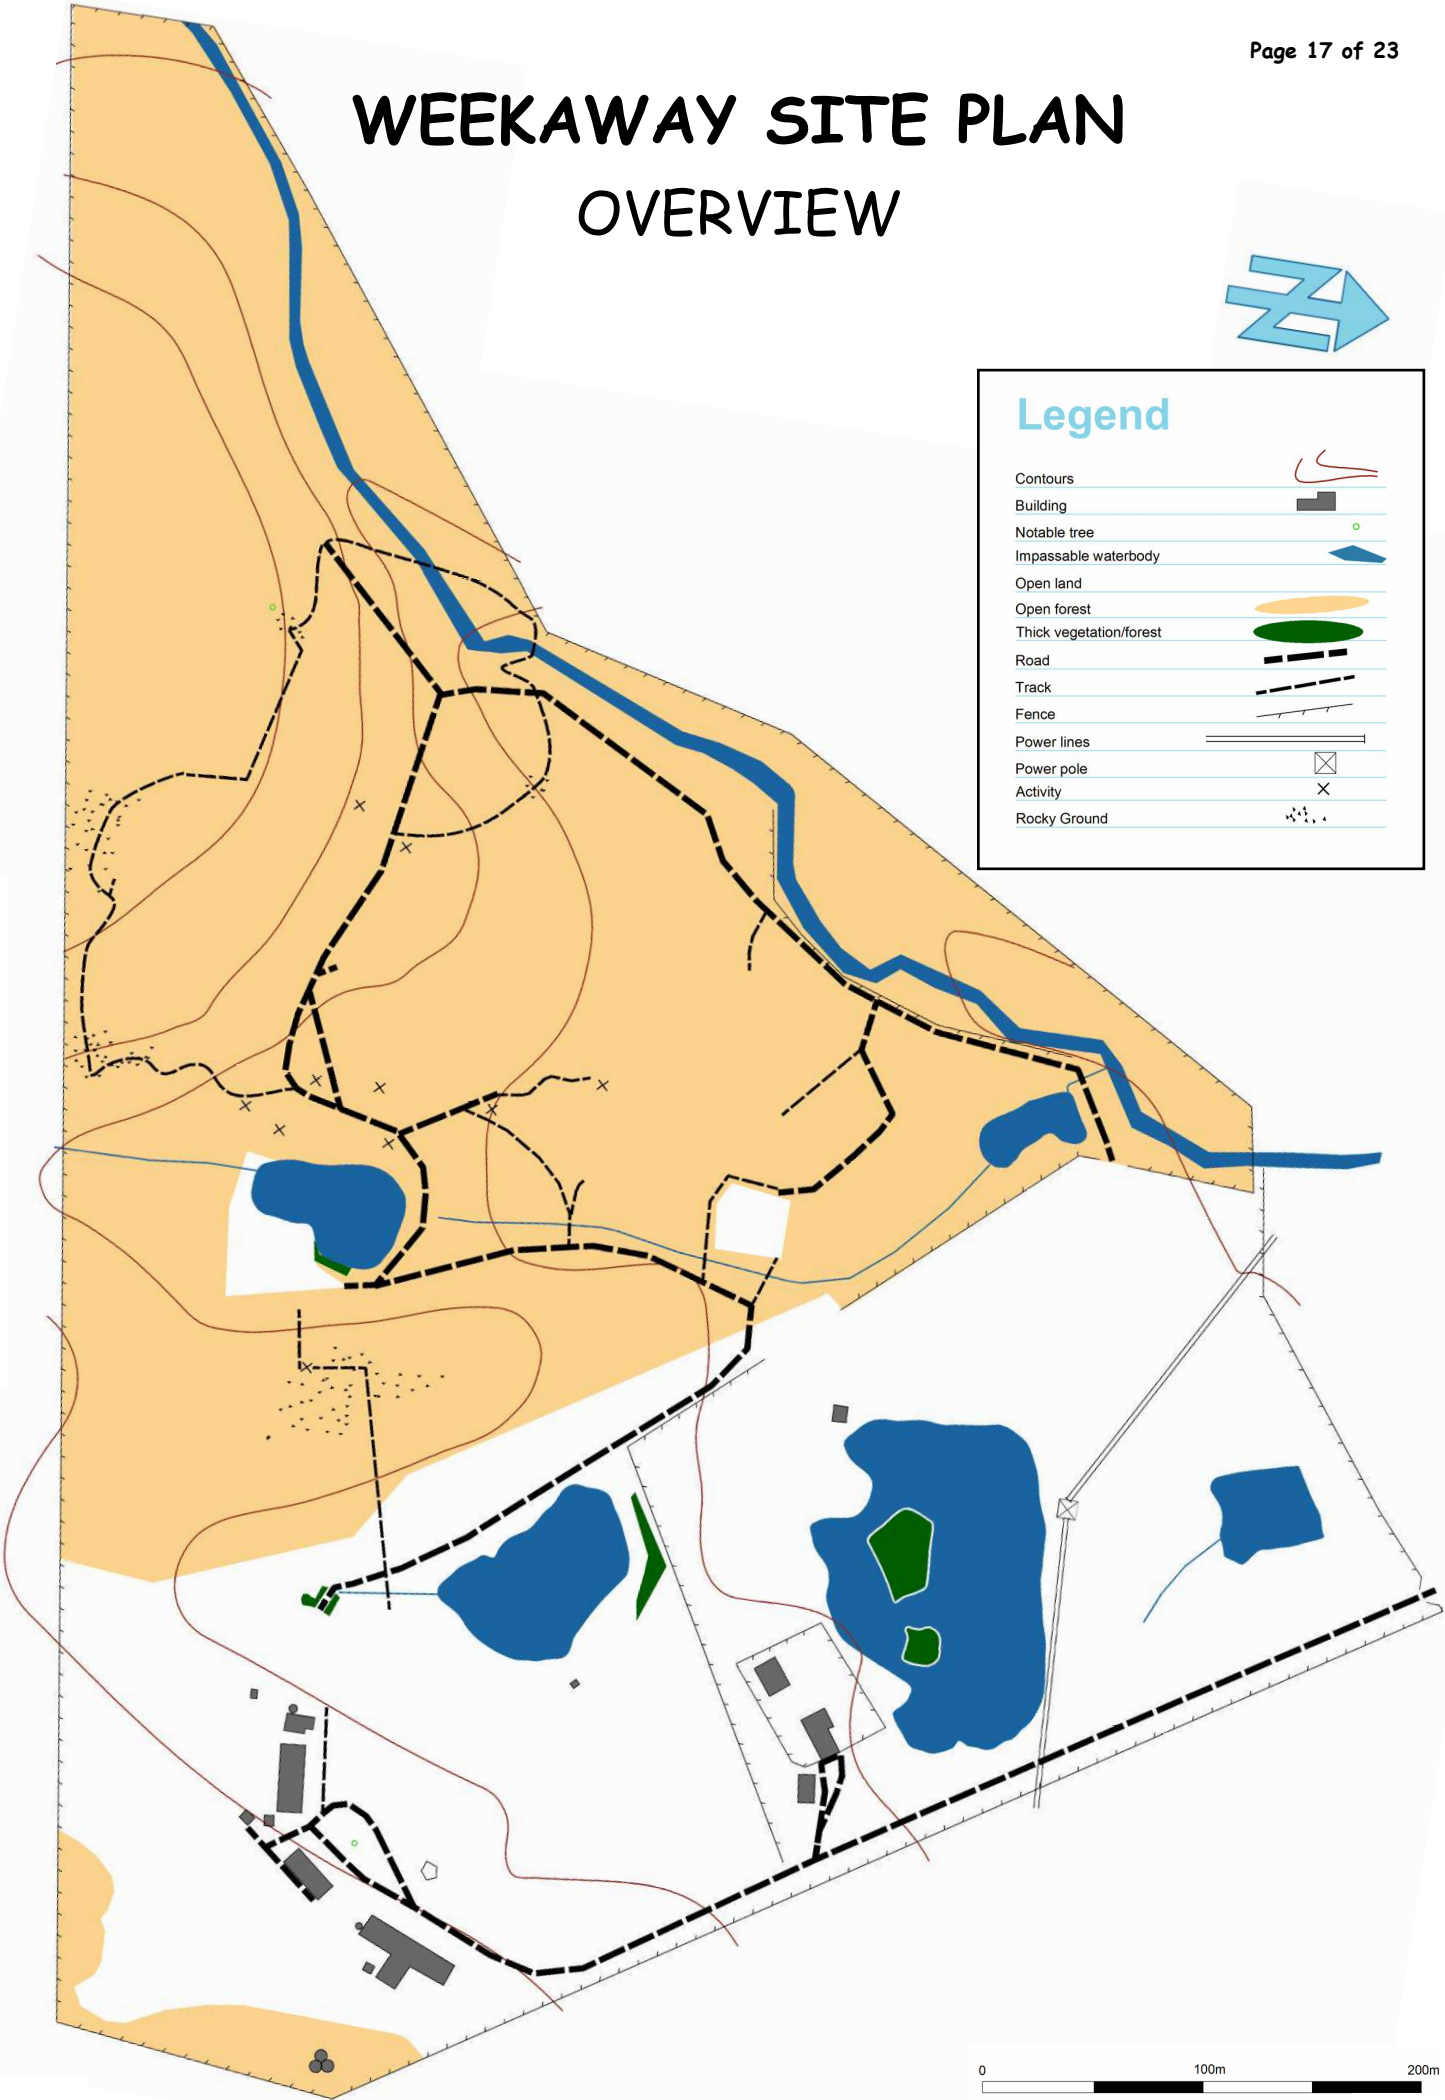 Page 17 of 23
WEEKAWAY SITE PLAN
OVERVIEW
N
Legend
Contours
Building
Notable tree
Impassable waterbody
Open land
Open forest
Thick vegetation/forest
Road
Track
Fence
Power lines
Power pole
Activity
Rocky Ground
0 100m 200m